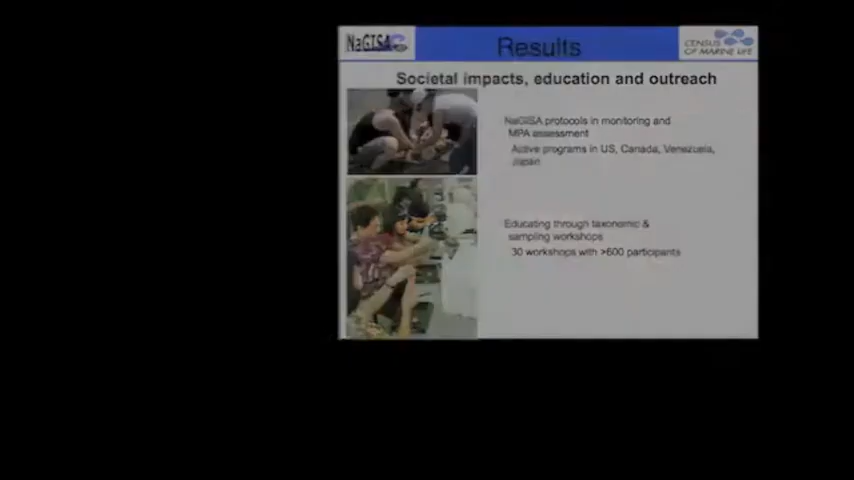 NaGISA
Results
CENSUS
OF MARINE LIFE
Societal impacts, education and outreach
NaGISA protocols in monitoring and
MPA assessment
Active programs in US, Canada, Venezuela,
Japan
Educating through taxonomic &
sampling workshops
30 workshops with >600 participants